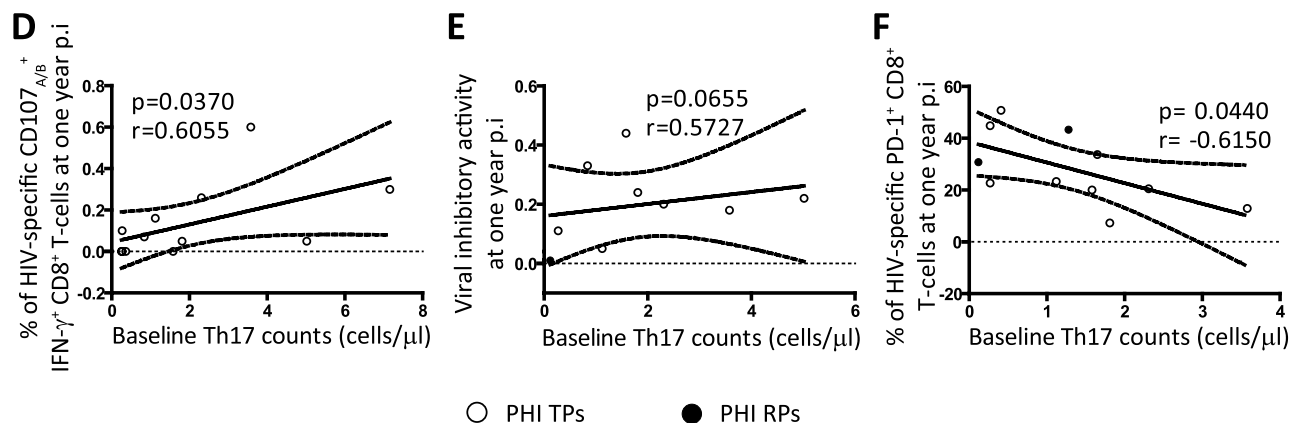 D
% of HIV-specific CD107A/B+
IFN-γ+ CD8+ T-cells at one year p.i
0.8
0.6
0.4
0.2
0.0
-0.2
p=0.0370
r=0.6055
0 2 4 6 8
Baseline Th17 counts (cells/μl)
E
Viral inhibitory activity
at one year p.i
0.6
0.4
0.2
0.0
p=0.0655
r=0.5727
0 2 4 6
Baseline Th17 counts (cells/μl)
F
% of HIV-specific PD-1+ CD8+
T-cells at one year p.i
60
40
20
0
-20
p= 0.0440
r= -0.6150
0 1 2 3 4
Baseline Th17 counts (cells/μl)
PHI TPs PHI RPs